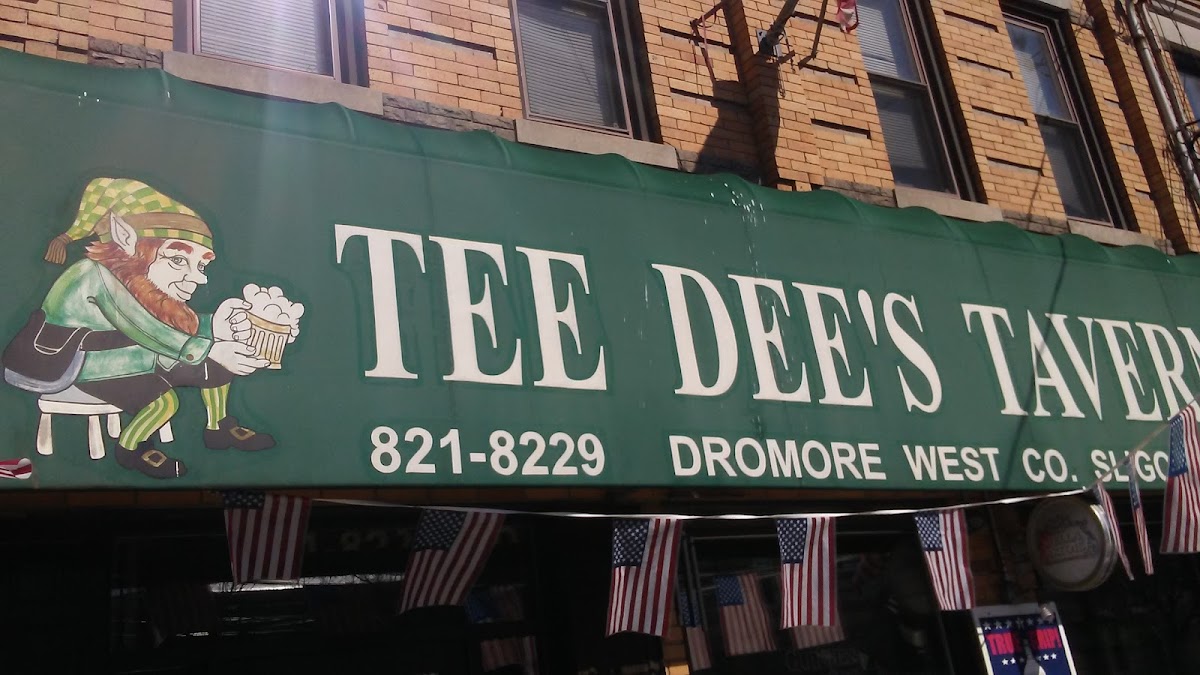 TEE DEE'S TAVERN
821-8229 DROMORE WEST CO. SLIGO